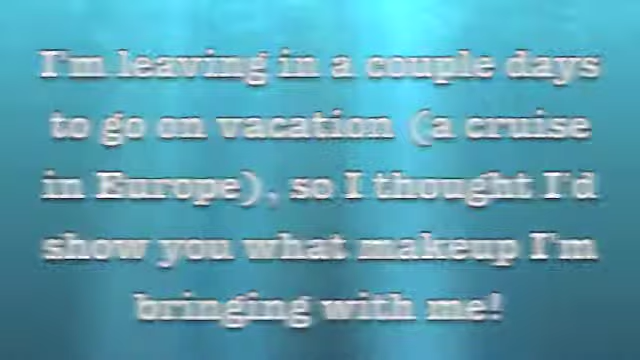 I'm leaving in a couple days
to go on vacation (a cruise
in Europe), so I thought I'd
show you what makeup I'm
bringing with me!